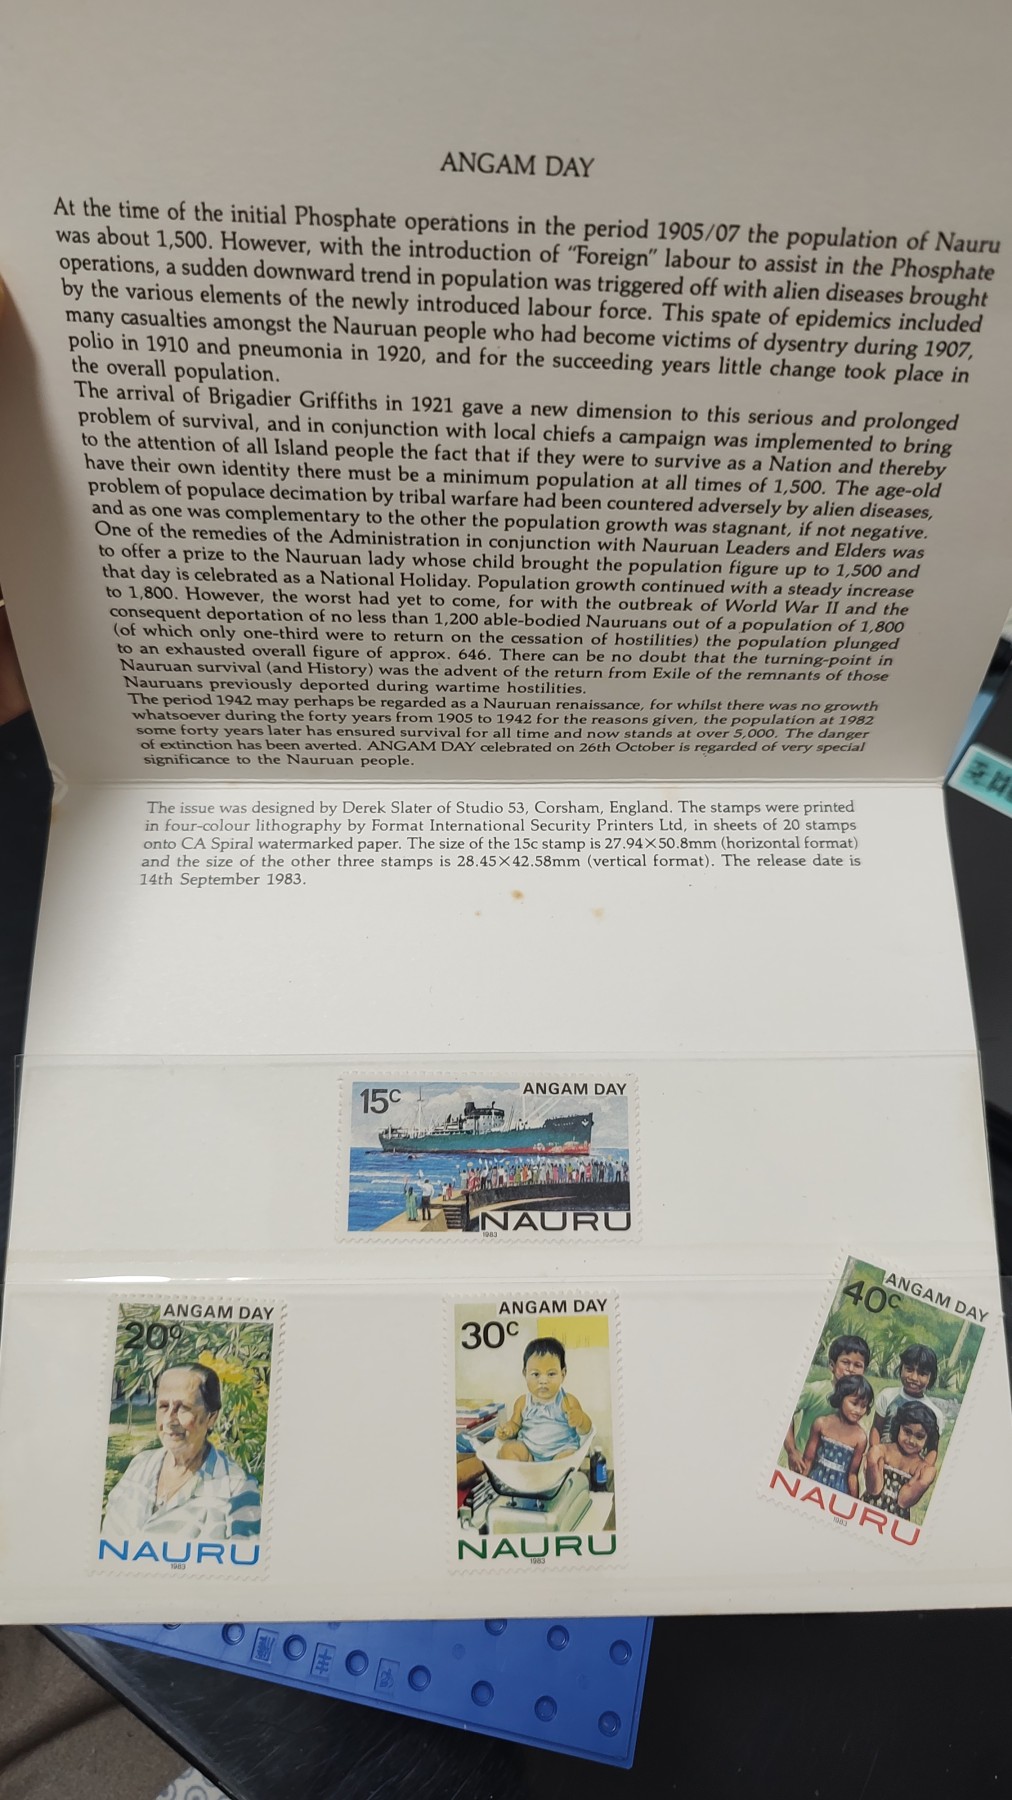 ANGAM DAY
At the time of the initial Phosphate operations in the period 1905/07 the population of Nauru
was about 1,500. However, with the introduction of "Foreign" labour to assist in the Phosphate
operations, a sudden downward trend in population was triggered off with alien diseases brought
by the various elements of the newly introduced labour force. This spate of epidemics included
many casualties amongst the Nauruan people who had become victims of dysentry during 1907,
polio in 1910 and pneumonia in 1920, and for the succeeding years little change took place in
the overall population.
The arrival of Brigadier Griffiths in 1921 gave a new dimension to this serious and prolonged
problem of survival, and in conjunction with local chiefs a campaign was implemented to bring
to the attention of all Island people the fact that if they were to survive as a Nation and thereby
have their own identity there must be a minimum population at all times of 1,500. The age-old
problem of populace decimation by tribal warfare had been countered adversely by alien diseases,
and as one was complementary to the other the population growth was stagnant, if not negative.
One of the remedies of the Administration in conjunction with Nauruan Leaders and Elders was
to offer a prize to the Nauruan lady whose child brought the population figure up to 1,500 and
that day is celebrated as a National Holiday. Population growth continued with a steady increase
to 1,800. However, the worst had yet to come, for with the outbreak of World War II and the
consequent deportation of no less than 1,200 able-bodied Nauruans out of a population of 1,800
(of which only one-third were to return on the cessation of hostilities) the population plunged
to an exhausted overall figure of approx. 646. There can be no doubt that the turning-point in
Nauruan survival (and History) was the advent of the return from Exile of the remnants of those
Nauruans previously deported during wartime hostilities.
The period 1942 may perhaps be regarded as a Nauruan renaissance, for whilst there was no growth
whatsoever during the forty years from 1905 to 1942 for the reasons given, the population at 1982
some forty years later has ensured survival for all time and now stands at over 5,000. The danger
of extinction has been averted. ANGAM DAY celebrated on 26th October is regarded of very special
significance to the Nauruan people.
The issue was designed by Derek Slater of Studio 53, Corsham, England. The stamps were printed
in four-colour lithography by Format International Security Printers Ltd, in sheets of 20 stamps
onto CA Spiral watermarked paper. The size of the 15c stamp is 27.94×50.8mm (horizontal format)
and the size of the other three stamps is 28.45×42.58mm (vertical format). The release date is
14th September 1983.
15c ANGAM DAY
NAURU
1983
ANGAM DAY
20c
NAURU
1983
ANGAM DAY
30c
NAURU
1983
ANGAM DAY
40c
NAURU
1983